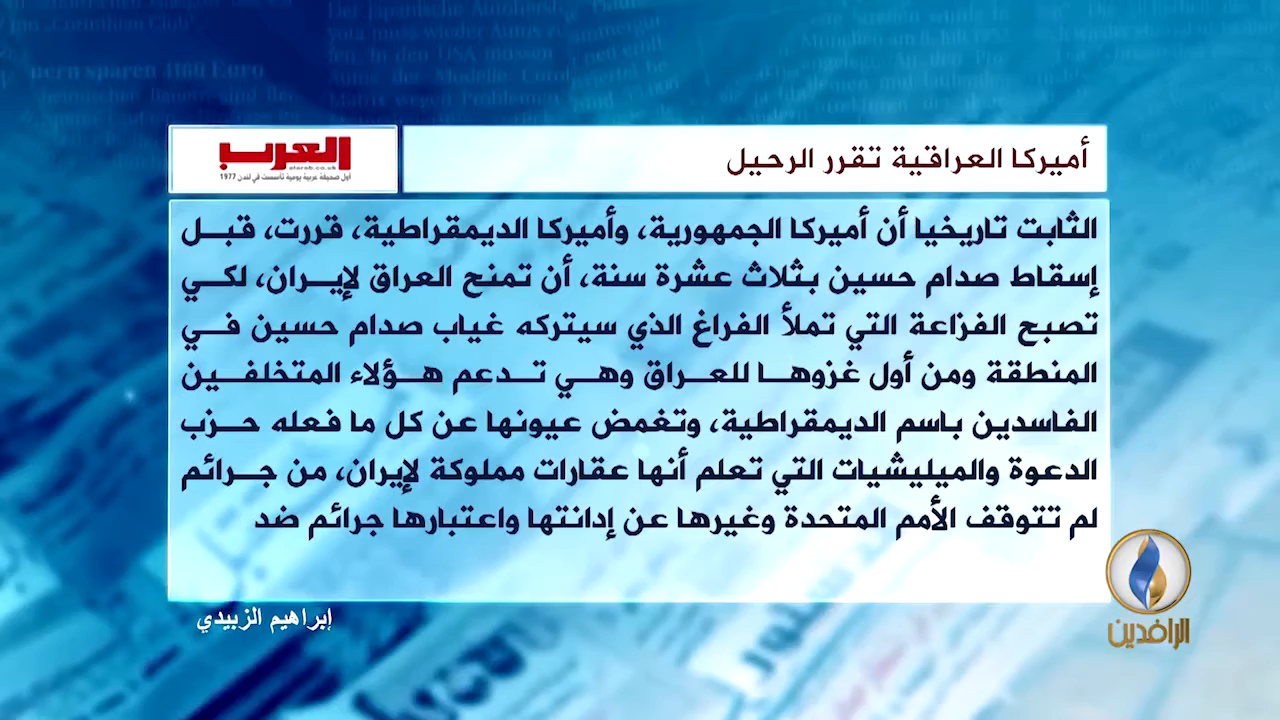 أميركا العراقية تقرر الرحيل
العرب
alarab.co.uk
أول صحيفة عربية يومية تأسست في لندن 1977
الثابت تاريخيا أن أميركا الجمهورية، وأميركا الديمقراطية، قررت، قبل
إسقاط صدام حسين بثلاث عشرة سنة، أن تمنح العراق لإيران، لكي
تصبح الفزاعة التي تملأ الفراغ الذي سيتركه غياب صدام حسين في
المنطقة ومن أول غزوها للعراق وهي تدعم هؤلاء المتخلفين
الفاسدين باسم الديمقراطية، وتغمض عيونها عن كل ما فعله حزب
الدعوة والميليشيات التي تعلم أنها عقارات مملوكة لإيران، من جرائم
لم تتوقف الأمم المتحدة وغيرها عن إدانتها واعتبارها جرائم ضد
إبراهيم الزبيدي
الرافدين